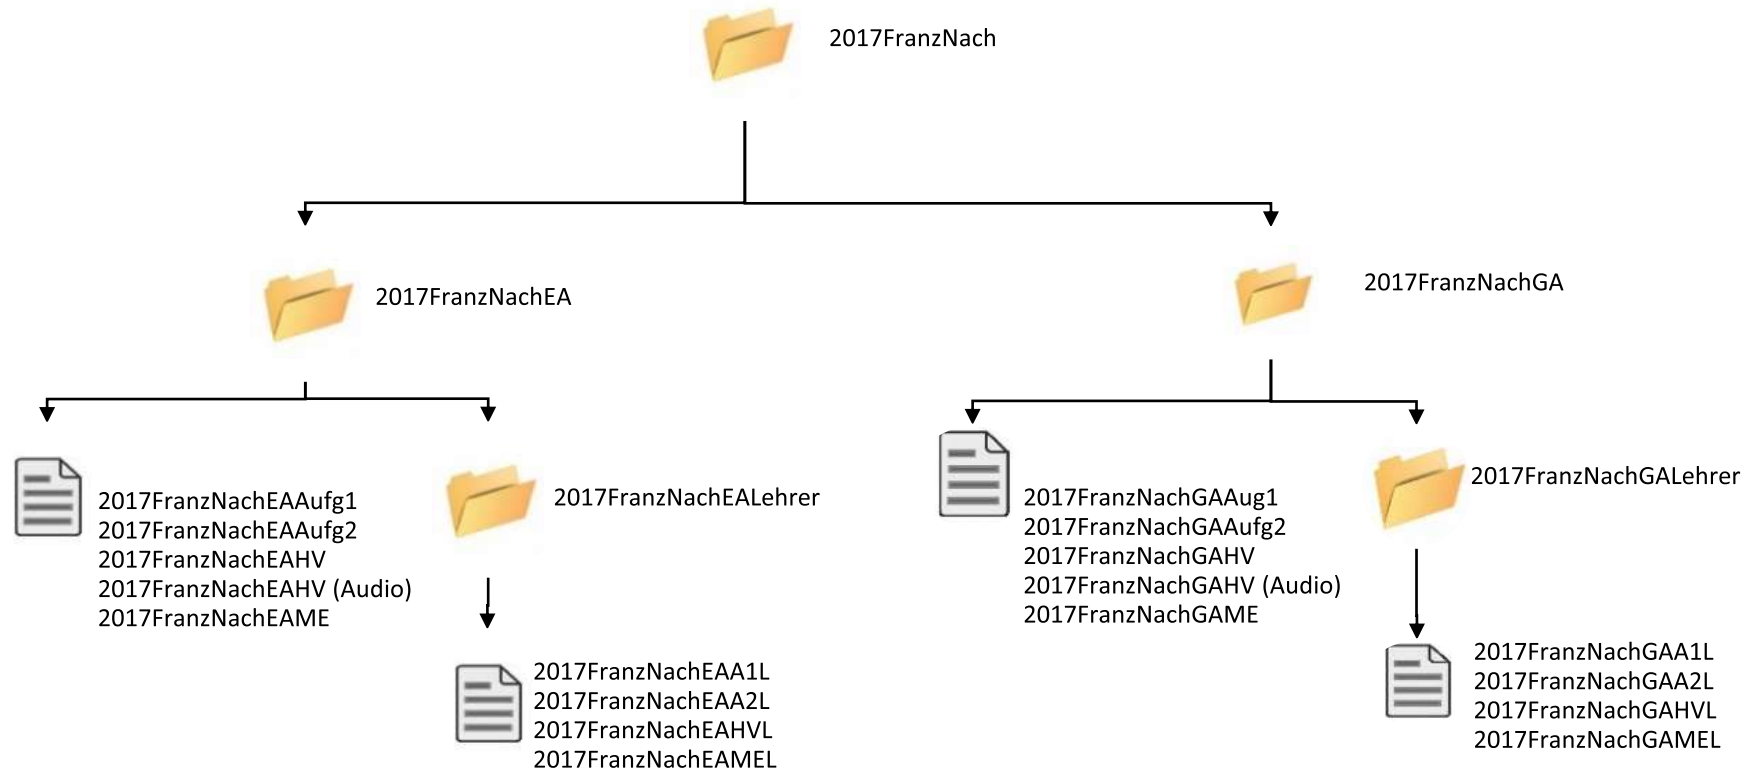 2017FranzNach
2017FranzNachEA
2017FranzNachGA
2017FranzNachEAAufg1
2017FranzNachEAAufg2
2017FranzNachEAHV
2017FranzNachEAHV (Audio)
2017FranzNachEAME
2017FranzNachEALehrer
2017FranzNachEAA1L
2017FranzNachEAA2L
2017FranzNachEAHVL
2017FranzNachEAMEL
2017FranzNachGAAug1
2017FranzNachGAAufg2
2017FranzNachGAHV
2017FranzNachGAHV (Audio)
2017FranzNachGAME
2017FranzNachGALehrer
2017FranzNachGAA1L
2017FranzNachGAA2L
2017FranzNachGAHVL
2017FranzNachGAMEL